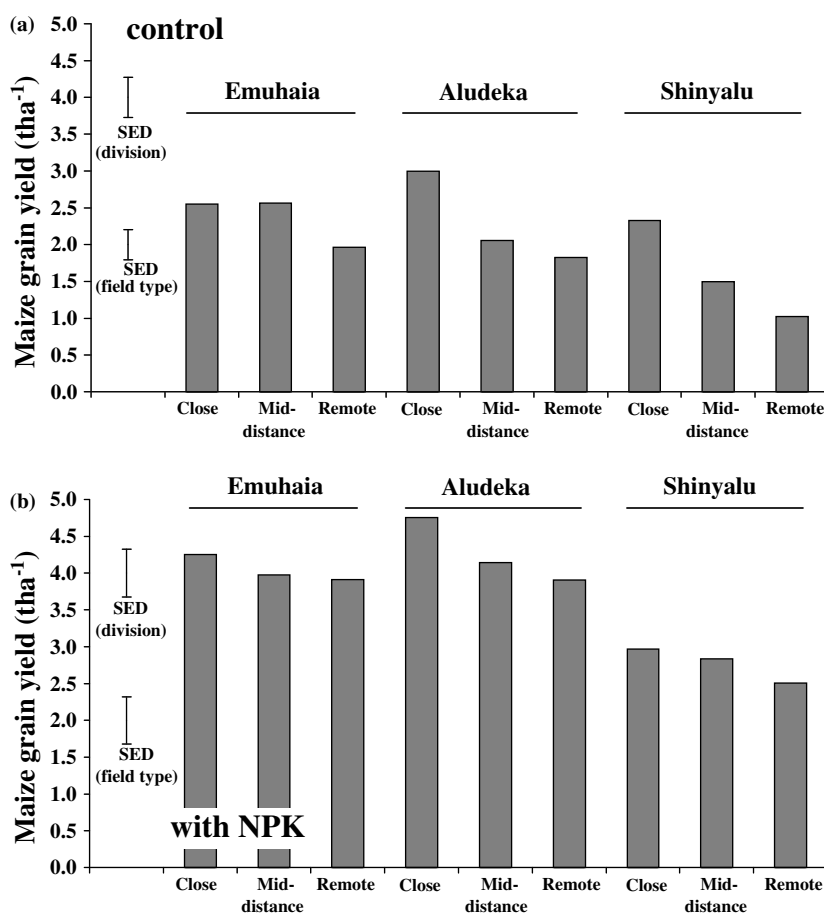 (a)
control
Maize grain yield (tha-1)
5.0
4.5
4.0
3.5
3.0
2.5
2.0
1.5
1.0
0.5
0.0
SED
(division)
SED
(field type)
Emuhaia
Aludeka
Shinyalu
Close
Mid-
distance
Remote
Close
Mid-
distance
Remote
Close
Mid-
distance
Remote
(b)
with NPK
Maize grain yield (tha-1)
5.0
4.5
4.0
3.5
3.0
2.5
2.0
1.5
1.0
0.5
0.0
SED
(division)
SED
(field type)
Emuhaia
Aludeka
Shinyalu
Close
Mid-
distance
Remote
Close
Mid-
distance
Remote
Close
Mid-
distance
Remote